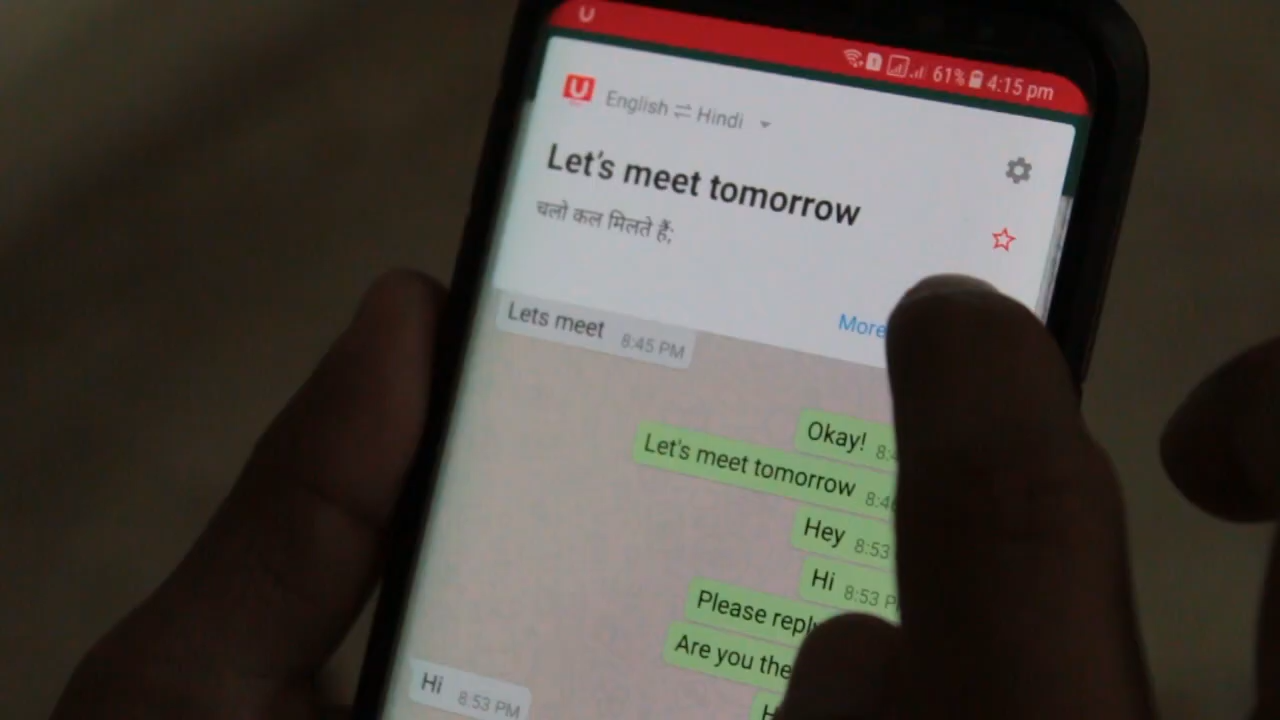 U
61% 4:15 pm
U English ⇌ Hindi
Let's meet tomorrow
चलो कल मिलते हैं;
More
Lets meet 8:45 PM
Okay!
Let's meet tomorrow
Hey 8:53
Hi 8:53
Please
Are you
Hi 8:53 PM